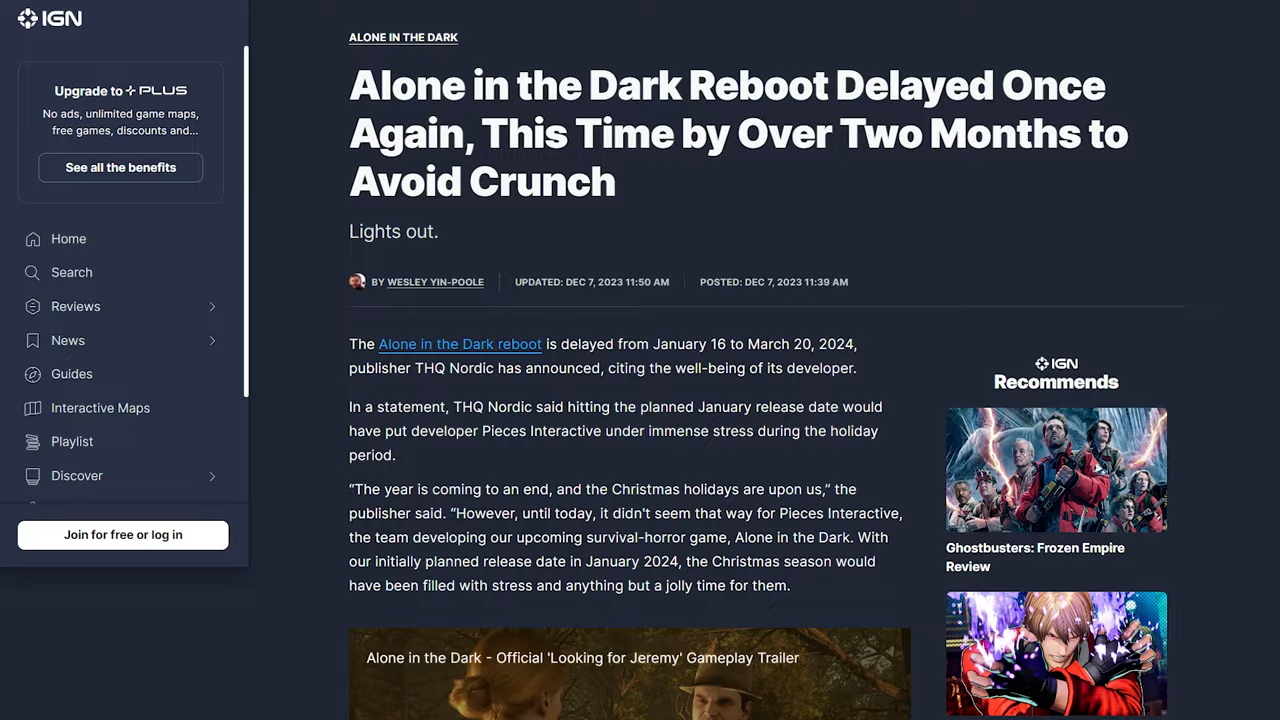 IGN
Upgrade to PLUS
No ads, unlimited game maps,
free games, discounts and...
See all the benefits
Home
Search
Reviews
News
Guides
Interactive Maps
Playlist
Discover
Join for free or log in
ALONE IN THE DARK
Alone in the Dark Reboot Delayed Once
Again, This Time by Over Two Months to
Avoid Crunch
Lights out.
BY WESLEY YIN-POOLE UPDATED: DEC 7, 2023 11:50 AM POSTED: DEC 7, 2023 11:39 AM
The Alone in the Dark reboot is delayed from January 16 to March 20, 2024,
publisher THQ Nordic has announced, citing the well-being of its developer.
In a statement, THQ Nordic said hitting the planned January release date would
have put developer Pieces Interactive under immense stress during the holiday
period.
“The year is coming to an end, and the Christmas holidays are upon us,” the
publisher said. “However, until today, it didn't seem that way for Pieces Interactive,
the team developing our upcoming survival-horror game, Alone in the Dark. With
our initially planned release date in January 2024, the Christmas season would
have been filled with stress and anything but a jolly time for them.
Alone in the Dark - Official 'Looking for Jeremy' Gameplay Trailer
IGN
Recommends
Ghostbusters: Frozen Empire
Review